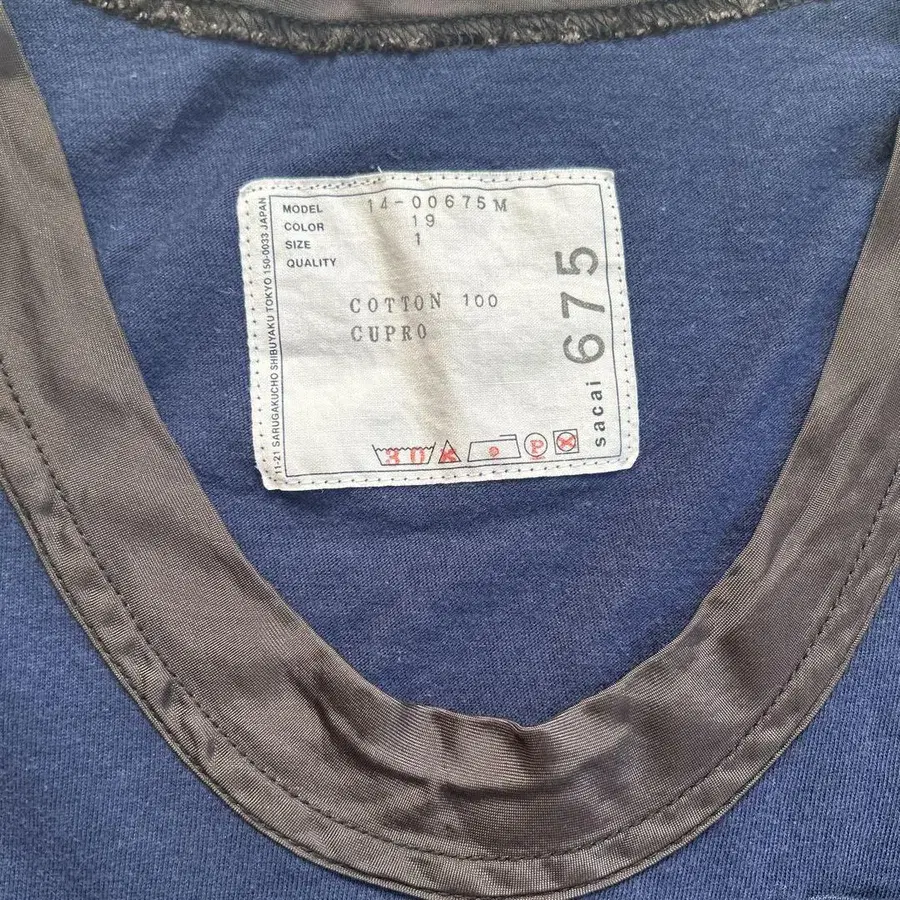 MODEL 14-00675M
COLOR 19
SIZE 1
QUALITY
COTTON 100
CUPRO
30 P
sacai 675
11-21 SARUGAKUCHO SHIBUYAKU TOKYO 150-0033 JAPAN